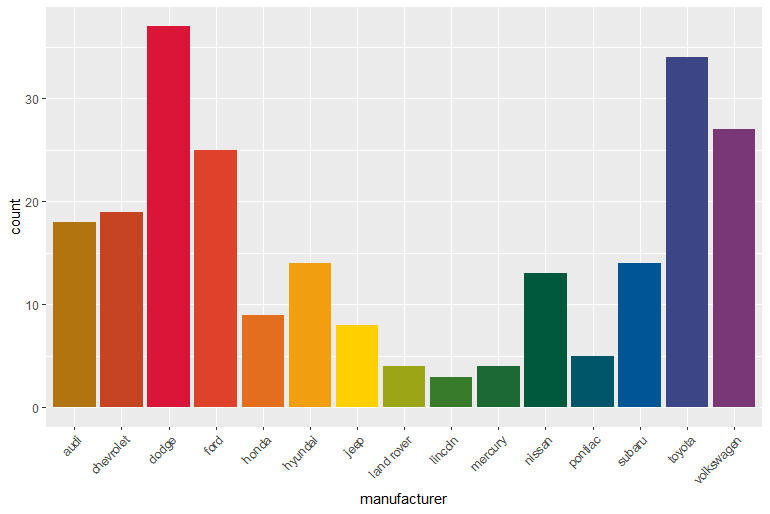 count
30
20
10
0
audi
chevrolet
dodge
ford
honda
hyundai
jeep
land rover
lincoln
mercury
nissan
pontiac
subaru
toyota
volkswagen
manufacturer